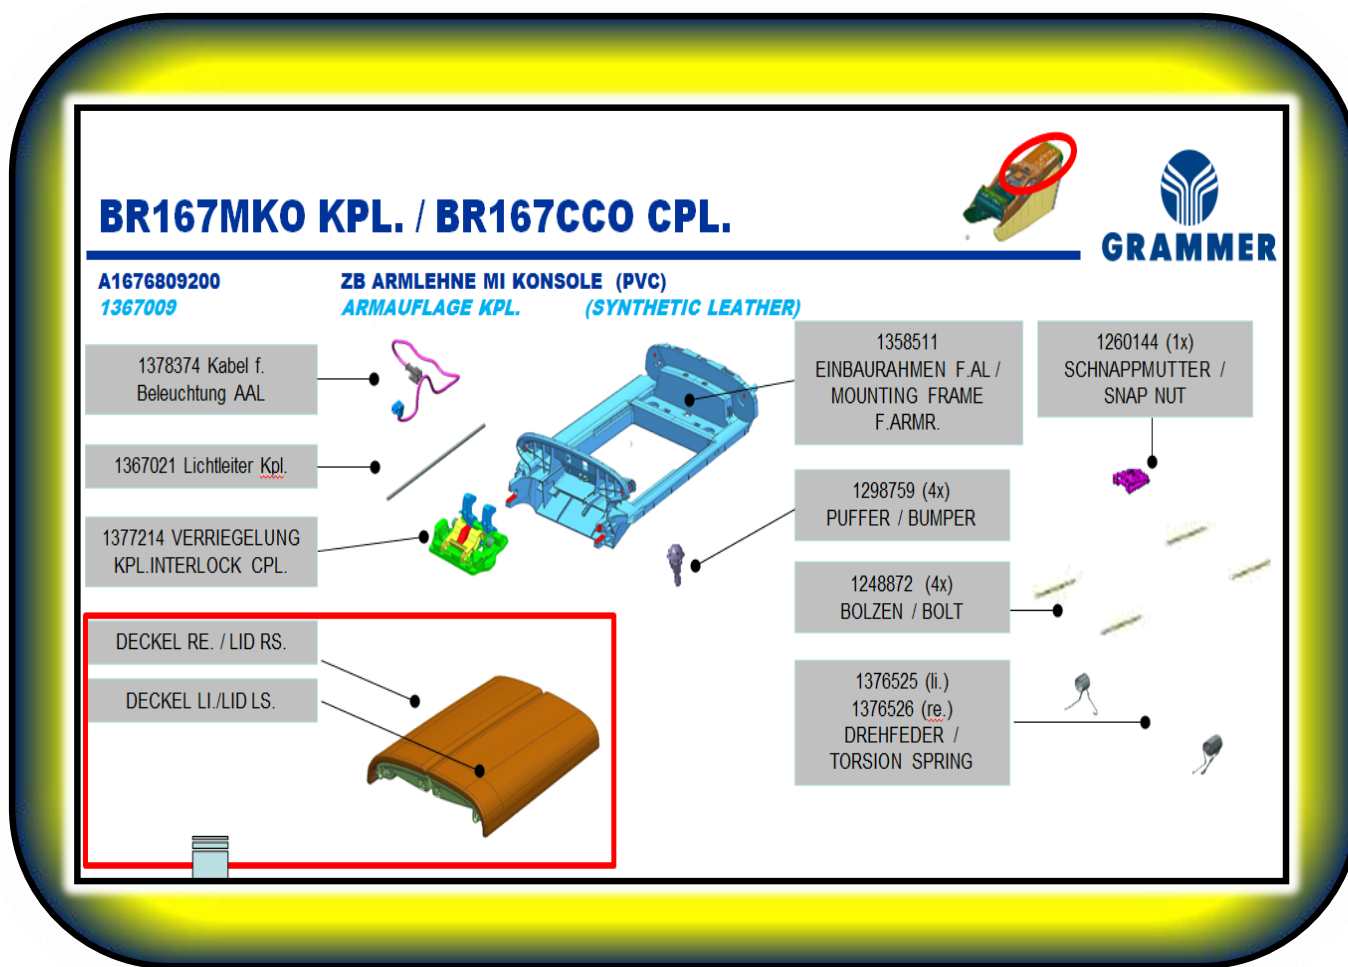 BR167MKO KPL. / BR167CCO CPL.
GRAMMER
A1676809200 ZB ARMLEHNE MI KONSOLE (PVC)
1367009 ARMAUFLAGE KPL. (SYNTHETIC LEATHER)
1378374 Kabel f.
Beleuchtung AAL
1367021 Lichtleiter Kpl.
1377214 VERRIEGELUNG
KPL.INTERLOCK CPL.
DECKEL RE. / LID RS.
DECKEL LI./LID LS.
1358511
EINBAURAHMEN F.AL /
MOUNTING FRAME
F.ARMR.
1260144 (1x)
SCHNAPPMUTTER /
SNAP NUT
1298759 (4x)
PUFFER / BUMPER
1248872 (4x)
BOLZEN / BOLT
1376525 (li.)
1376526 (re.)
DREHFEDER /
TORSION SPRING